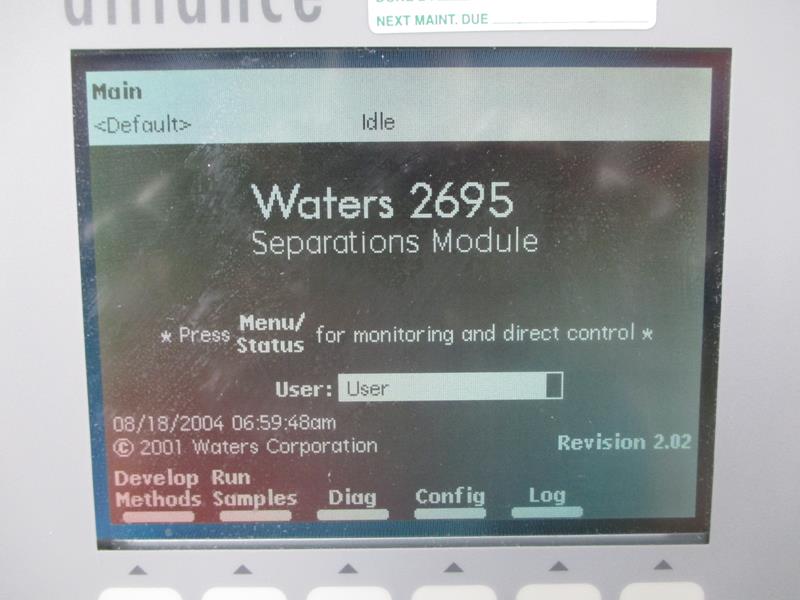 alliance
NEXT MAINT. DUE
Main
<Default> Idle
Waters 2695
Separations Module
* Press Menu/Status for monitoring and direct control *
User: User
08/18/2004 06:59:48am
© 2001 Waters Corporation Revision 2.02
Develop Methods Run Samples Diag Config Log